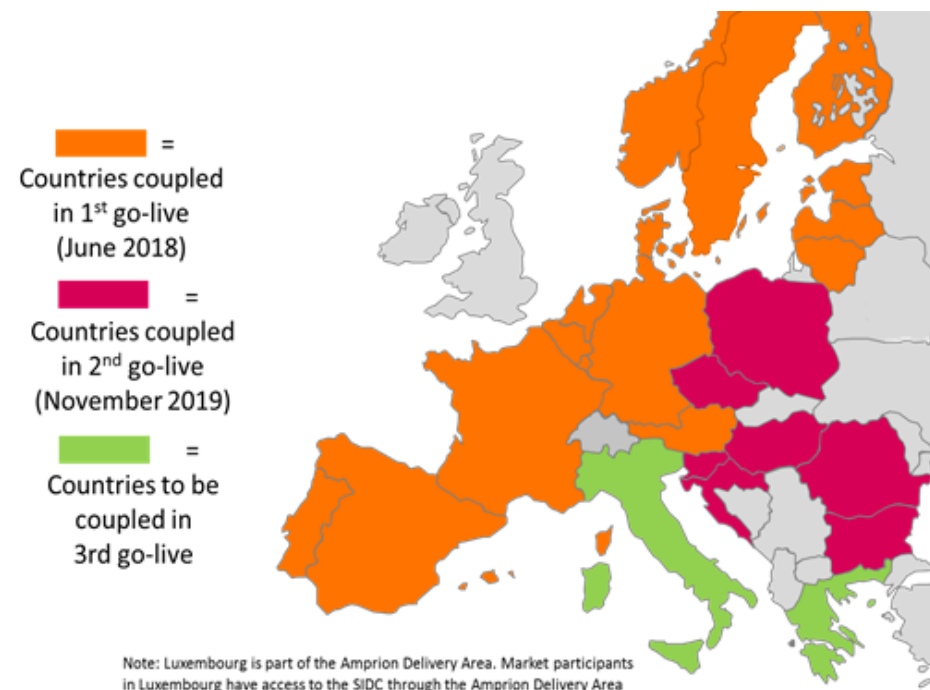 =
Countries coupled
in 1st go-live
(June 2018)
=
Countries coupled
in 2nd go-live
(November 2019)
=
Countries to be
coupled in
3rd go-live
Note: Luxembourg is part of the Amprion Delivery Area. Market participants
in Luxembourg have access to the SIDC through the Amprion Delivery Area